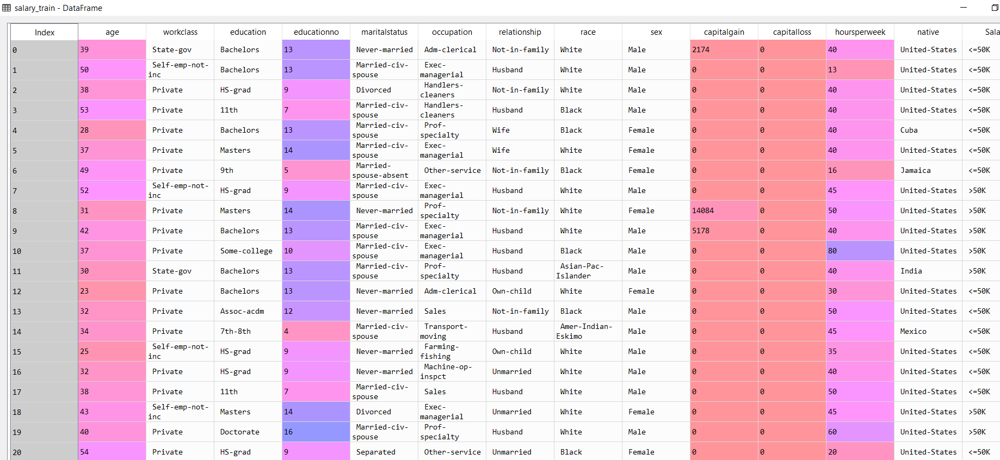 salary_train - DataFrame
Index age workclass education educationno maritalstatus occupation relationship race sex capitalgain capitalloss hoursperweek native Sala
0 39 State-gov Bachelors 13 Never-married Adm-clerical Not-in-family White Male 2174 0 40 United-States <=50K
1 50 Self-emp-not-inc Bachelors 13 Married-civ-spouse Exec-managerial Husband White Male 0 0 13 United-States <=50K
2 38 Private HS-grad 9 Divorced Handlers-cleaners Not-in-family White Male 0 0 40 United-States <=50K
3 53 Private 11th 7 Married-civ-spouse Handlers-cleaners Husband Black Male 0 0 40 United-States <=50K
4 28 Private Bachelors 13 Married-civ-spouse Prof-specialty Wife Black Female 0 0 40 Cuba <=50K
5 37 Private Masters 14 Married-civ-spouse Exec-managerial Wife White Female 0 0 40 United-States <=50K
6 49 Private 9th 5 Married-spouse-absent Other-service Not-in-family Black Female 0 0 16 Jamaica <=50K
7 52 Self-emp-not-inc HS-grad 9 Married-civ-spouse Exec-managerial Husband White Male 0 0 45 United-States >50K
8 31 Private Masters 14 Never-married Prof-specialty Not-in-family White Female 14084 0 50 United-States >50K
9 42 Private Bachelors 13 Married-civ-spouse Exec-managerial Husband White Male 5178 0 40 United-States >50K
10 37 Private Some-college 10 Married-civ-spouse Exec-managerial Husband Black Male 0 0 80 United-States >50K
11 30 State-gov Bachelors 13 Married-civ-spouse Prof-specialty Husband Asian-Pac-Islander Male 0 0 40 India >50K
12 23 Private Bachelors 13 Never-married Adm-clerical Own-child White Female 0 0 30 United-States <=50K
13 32 Private Assoc-acdm 12 Never-married Sales Not-in-family Black Male 0 0 50 United-States <=50K
14 34 Private 7th-8th 4 Married-civ-spouse Transport-moving Husband Amer-Indian-Eskimo Male 0 0 45 Mexico <=50K
15 25 Self-emp-not-inc HS-grad 9 Never-married Farming-fishing Own-child White Male 0 0 35 United-States <=50K
16 32 Private HS-grad 9 Never-married Machine-op-inspct Unmarried White Male 0 0 40 United-States <=50K
17 38 Private 11th 7 Married-civ-spouse Sales Husband White Male 0 0 50 United-States <=50K
18 43 Self-emp-not-inc Masters 14 Divorced Exec-managerial Unmarried White Female 0 0 45 United-States >50K
19 40 Private Doctorate 16 Married-civ-spouse Prof-specialty Husband White Male 0 0 60 United-States >50K
20 54 Private HS-grad 9 Separated Other-service Unmarried Black Female 0 0 20 United-States <=50K